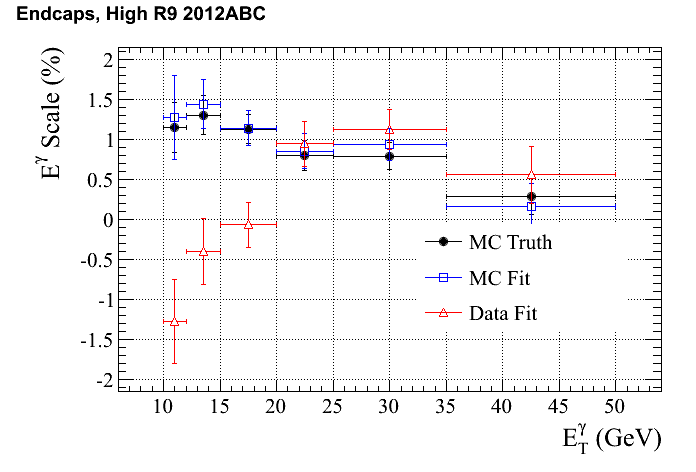 Endcaps, High R9 2012ABC
E^γ Scale (%)
2
1.5
1
0.5
0
-0.5
-1
-1.5
-2
MC Truth
MC Fit
Data Fit
10 15 20 25 30 35 40 45 50
E_T^γ (GeV)